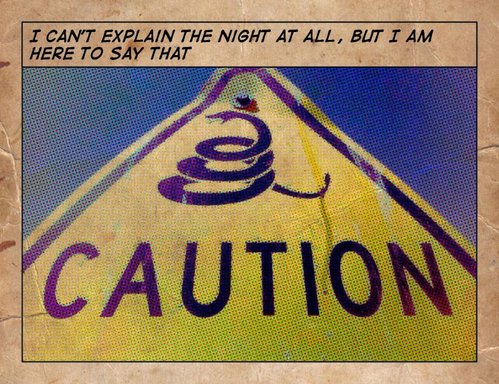 I CAN'T EXPLAIN THE NIGHT AT ALL, BUT I AM
HERE TO SAY THAT
CAUTION